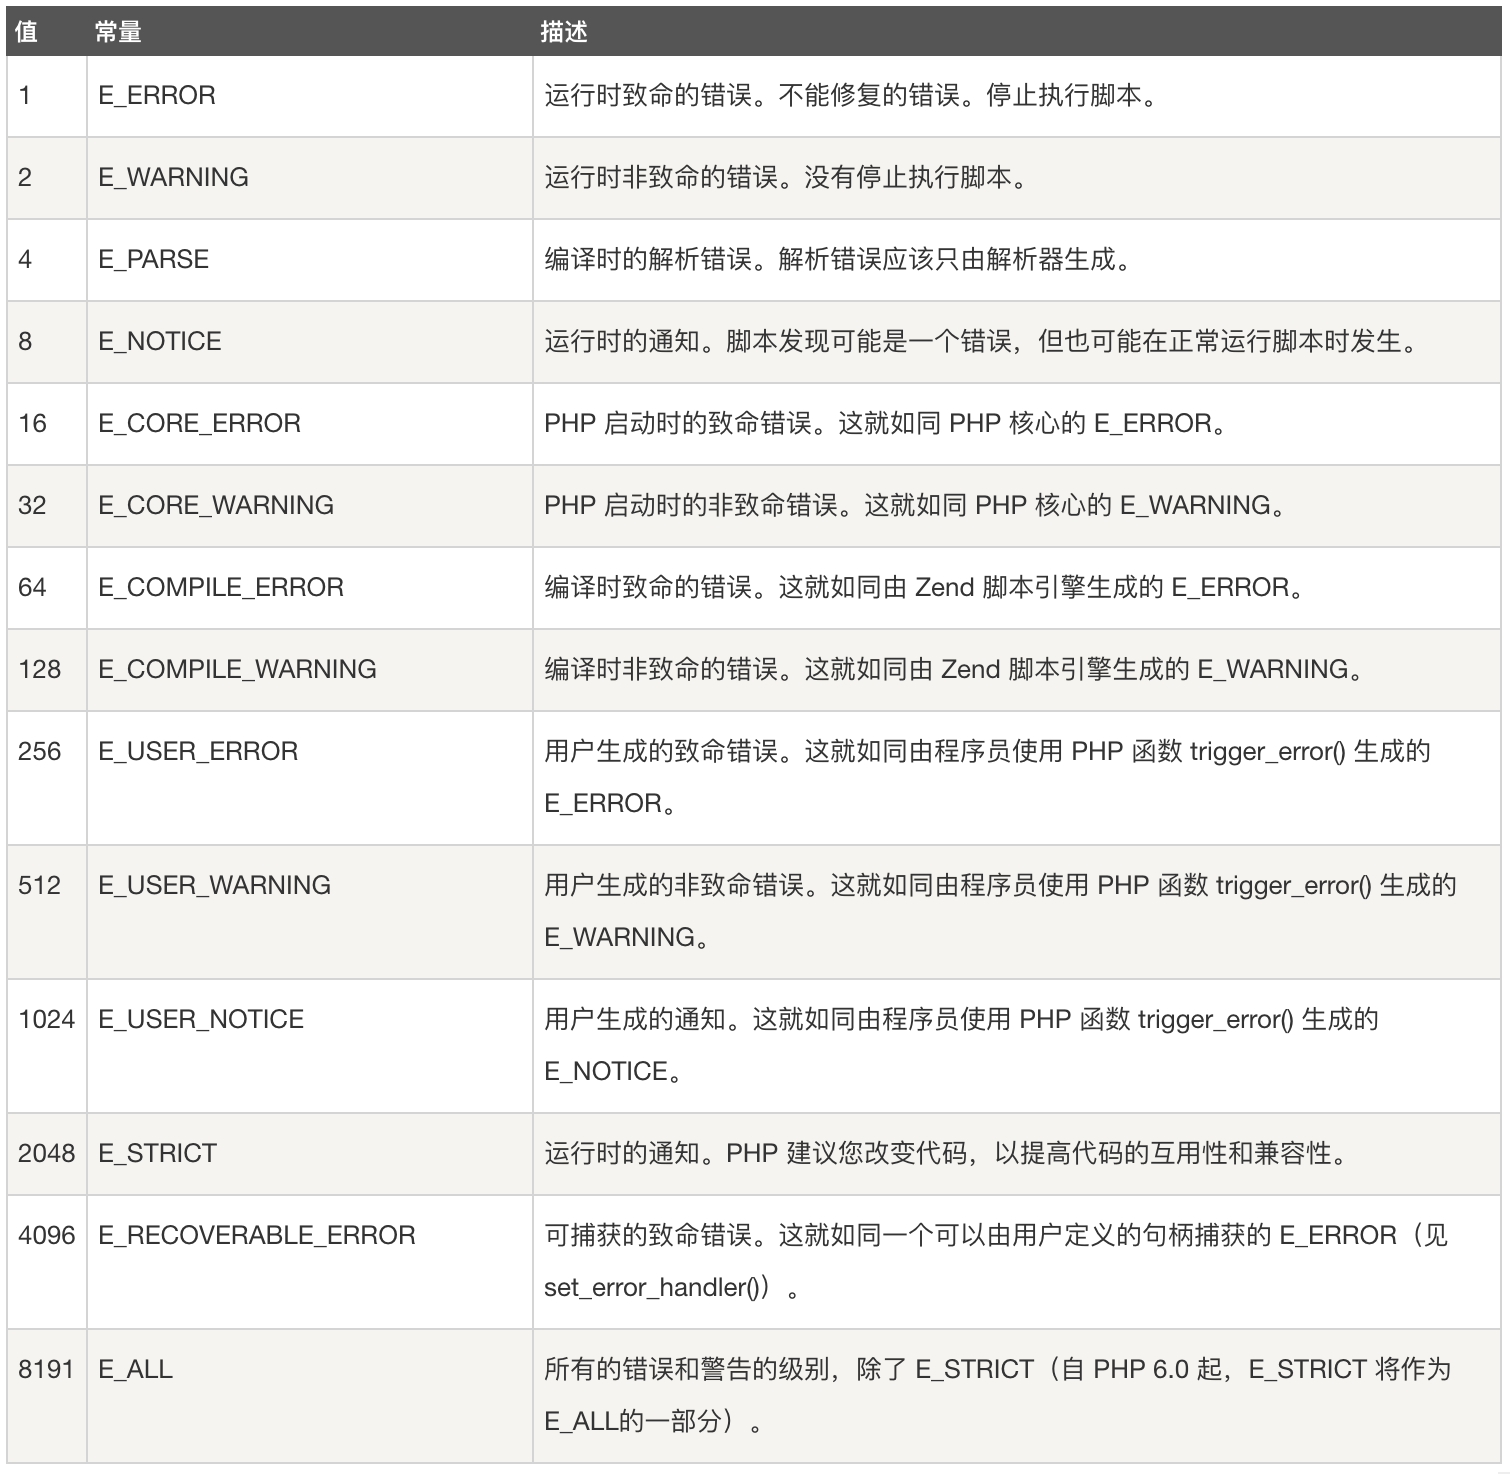 值 常量 描述
1 E_ERROR 运行时致命的错误。不能修复的错误。停止执行脚本。
2 E_WARNING 运行时非致命的错误。没有停止执行脚本。
4 E_PARSE 编译时的解析错误。解析错误应该只由解析器生成。
8 E_NOTICE 运行时的通知。脚本发现可能是一个错误，但也可能在正常运行脚本时发生。
16 E_CORE_ERROR PHP 启动时的致命错误。这就如同 PHP 核心的 E_ERROR。
32 E_CORE_WARNING PHP 启动时的非致命错误。这就如同 PHP 核心的 E_WARNING。
64 E_COMPILE_ERROR 编译时致命的错误。这就如同由 Zend 脚本引擎生成的 E_ERROR。
128 E_COMPILE_WARNING 编译时非致命的错误。这就如同由 Zend 脚本引擎生成的 E_WARNING。
256 E_USER_ERROR 用户生成的致命错误。这就如同由程序员使用 PHP 函数 trigger_error() 生成的
E_ERROR。
512 E_USER_WARNING 用户生成的非致命错误。这就如同由程序员使用 PHP 函数 trigger_error() 生成的
E_WARNING。
1024 E_USER_NOTICE 用户生成的通知。这就如同由程序员使用 PHP 函数 trigger_error() 生成的
E_NOTICE。
2048 E_STRICT 运行时的通知。PHP 建议您改变代码，以提高代码的互用性和兼容性。
4096 E_RECOVERABLE_ERROR 可捕获的致命错误。这就如同一个可以由用户定义的句柄捕获的 E_ERROR（见
set_error_handler()）。
8191 E_ALL 所有的错误和警告的级别，除了 E_STRICT（自 PHP 6.0 起，E_STRICT 将作为
E_ALL的一部分）。